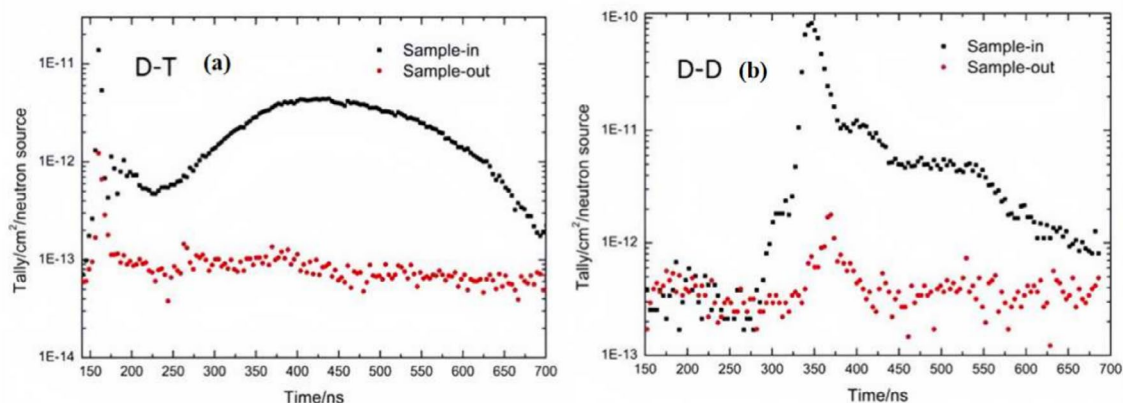 D-T (a)
Sample-in
Sample-out
1E-11
1E-12
1E-13
1E-14
Tally/cm²/neutron source
150 200 250 300 350 400 450 500 550 600 650 700
Time/ns
D-D (b)
Sample-in
Sample-out
1E-10
1E-11
1E-12
1E-13
Tally/cm²/neutron source
150 200 250 300 350 400 450 500 550 600 650 700
Time/ns